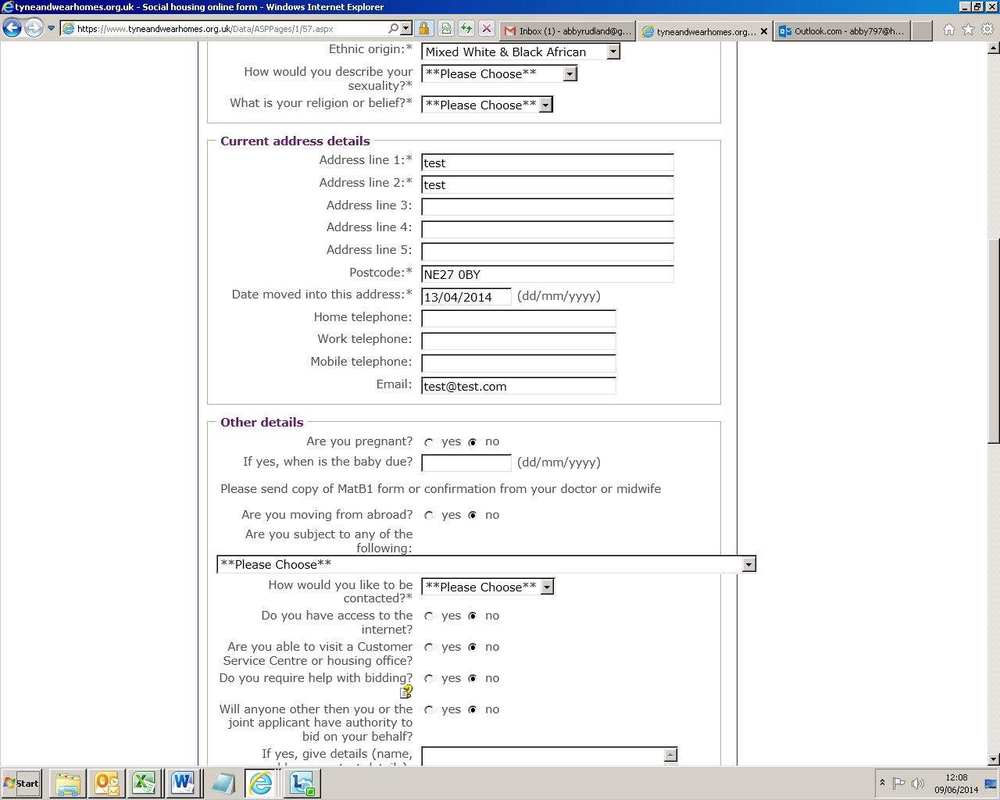 tyneandwearhomes.org.uk - Social housing online form - Windows Internet Explorer
https://www.tyneandwearhomes.org.uk/Data/ASPPages/1/57.aspx
Inbox (1) - abbyrudland@g...
tyneandwearhomes.org...
Outlook.com - abby797@h...
Ethnic origin:* Mixed White & Black African
How would you describe your **Please Choose**
sexuality?*
What is your religion or belief?* **Please Choose**
Current address details
Address line 1:* test
Address line 2:* test
Address line 3:
Address line 4:
Address line 5:
Postcode:* NE27 0BY
Date moved into this address:* 13/04/2014 (dd/mm/yyyy)
Home telephone:
Work telephone:
Mobile telephone:
Email: test@test.com
Other details
Are you pregnant? yes no
If yes, when is the baby due? (dd/mm/yyyy)
Please send copy of MatB1 form or confirmation from your doctor or midwife
Are you moving from abroad? yes no
Are you subject to any of the
following:
**Please Choose**
How would you like to be **Please Choose**
contacted?*
Do you have access to the yes no
internet?
Are you able to visit a Customer yes no
Service Centre or housing office?
Do you require help with bidding? yes no
Will anyone other then you or the yes no
joint applicant have authority to
bid on your behalf?
If yes, give details (name,
Start
12:08
09/06/2014